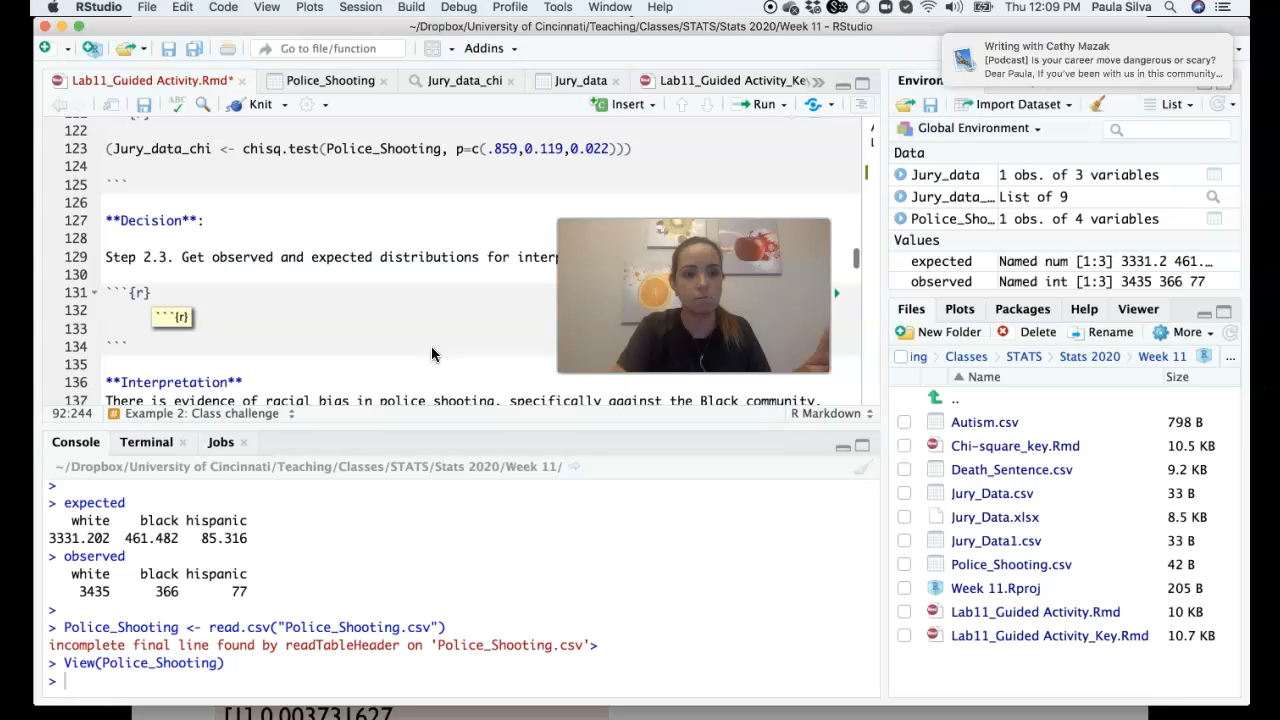 RStudio File Edit Code View Plots Session Build Debug Profile Tools Window Help Thu 12:09 PM Paula Silva
~/Dropbox/University of Cincinnati/Teaching/Classes/STATS/Stats 2020/Week 11 - RStudio
Go to file/function Addins
Writing with Cathy Mazak
[Podcast] Is your career move dangerous or scary?
Dear Paula, If you've been with us in this community…
Lab11_Guided Activity.Rmd* Police_Shooting Jury_data_chi Jury_data Lab11_Guided Activity_Ke
ABC Knit Insert Run
122
123 (Jury_data_chi <- chisq.test(Police_Shooting, p=c(.859,0.119,0.022)))
124
125 ```
126
127 **Decision**:
128
129 Step 2.3. Get observed and expected distributions for inter
130
131 ```{r}
132 ```{r}
133
134 ```
135
136 **Interpretation**
137 There is evidence of racial bias in police shooting, specifically against the Black community.
92:244 Example 2: Class challenge R Markdown
Console Terminal Jobs
~/Dropbox/University of Cincinnati/Teaching/Classes/STATS/Stats 2020/Week 11/
>
> expected
white black hispanic
3331.202 461.482 85.316
> observed
white black hispanic
3435 366 77
>
> Police_Shooting <- read.csv("Police_Shooting.csv")
incomplete final line found by readTableHeader on 'Police_Shooting.csv'>
> View(Police_Shooting)
>
[1] 0.003731627
Environ
Import Dataset List
Global Environment
Data
Jury_data 1 obs. of 3 variables
Jury_data_… List of 9
Police_Sho… 1 obs. of 4 variables
Values
expected Named num [1:3] 3331.2 461.…
observed Named int [1:3] 3435 366 77
Files Plots Packages Help Viewer
New Folder Delete Rename More
ing Classes STATS Stats 2020 Week 11 ...
Name Size
..
Autism.csv 798 B
Chi-square_key.Rmd 10.5 KB
Death_Sentence.csv 9.2 KB
Jury_Data.csv 33 B
Jury_Data.xlsx 8.5 KB
Jury_Data1.csv 33 B
Police_Shooting.csv 42 B
Week 11.Rproj 205 B
Lab11_Guided Activity.Rmd 10 KB
Lab11_Guided Activity_Key.Rmd 10.7 KB